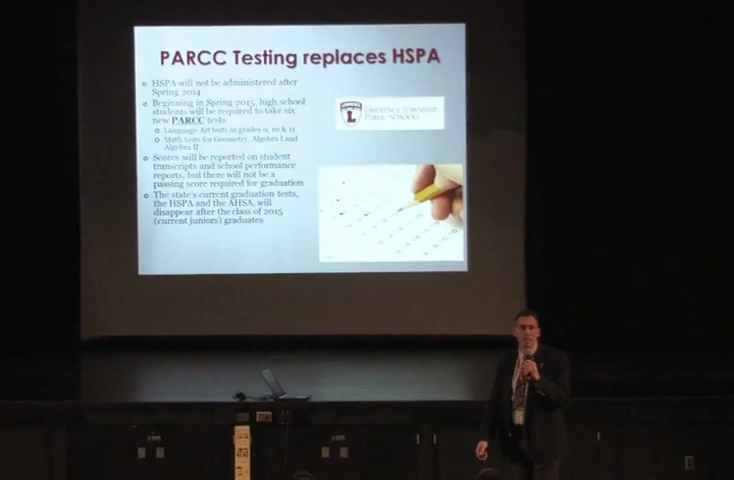 PARCC Testing replaces HSPA
HSPA will not be administered after
Spring 2014
Beginning in Spring 2015, high school
students will be required to take six
new PARCC tests
Language Art tests in grades 9, 10 & 11
Math tests for Geometry, Algebra I and
Algebra II
Scores will be reported on student
transcripts and school performance
reports, but there will not be a
passing score required for graduation
The state's current graduation tests,
the HSPA and the AHSA, will
disappear after the class of 2015
(current juniors) graduates
L
Lawrence Township
Public Schools